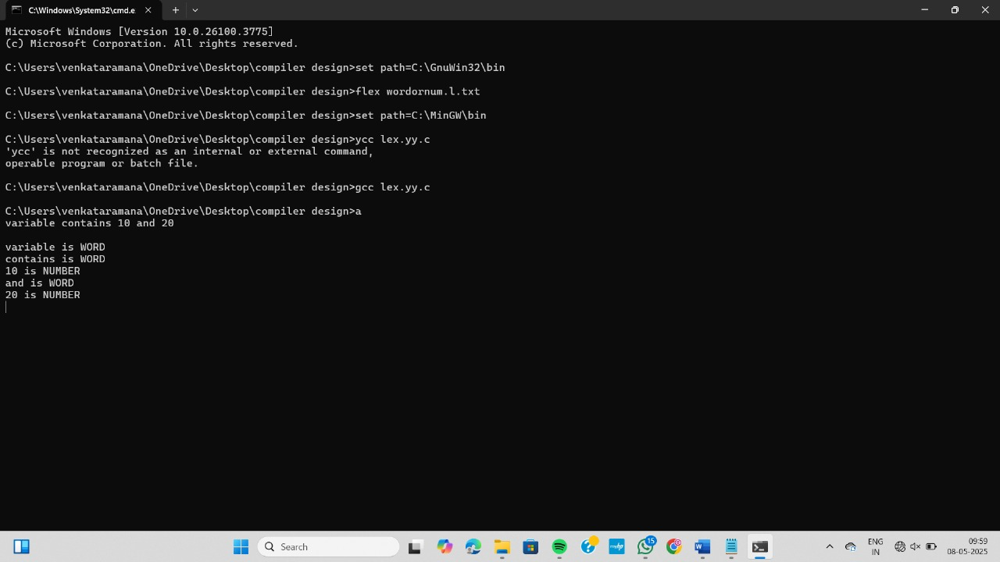 C:\Windows\System32\cmd.e
Microsoft Windows [Version 10.0.26100.3775]
(c) Microsoft Corporation. All rights reserved.
C:\Users\venkataramana\OneDrive\Desktop\compiler design>set path=C:\GnuWin32\bin
C:\Users\venkataramana\OneDrive\Desktop\compiler design>flex wordornum.l.txt
C:\Users\venkataramana\OneDrive\Desktop\compiler design>set path=C:\MinGW\bin
C:\Users\venkataramana\OneDrive\Desktop\compiler design>ycc lex.yy.c
'ycc' is not recognized as an internal or external command,
operable program or batch file.
C:\Users\venkataramana\OneDrive\Desktop\compiler design>gcc lex.yy.c
C:\Users\venkataramana\OneDrive\Desktop\compiler design>a
variable contains 10 and 20
variable is WORD
contains is WORD
10 is NUMBER
and is WORD
20 is NUMBER
Search
myhp
15
W
ENG
IN
09:59
08-05-2025